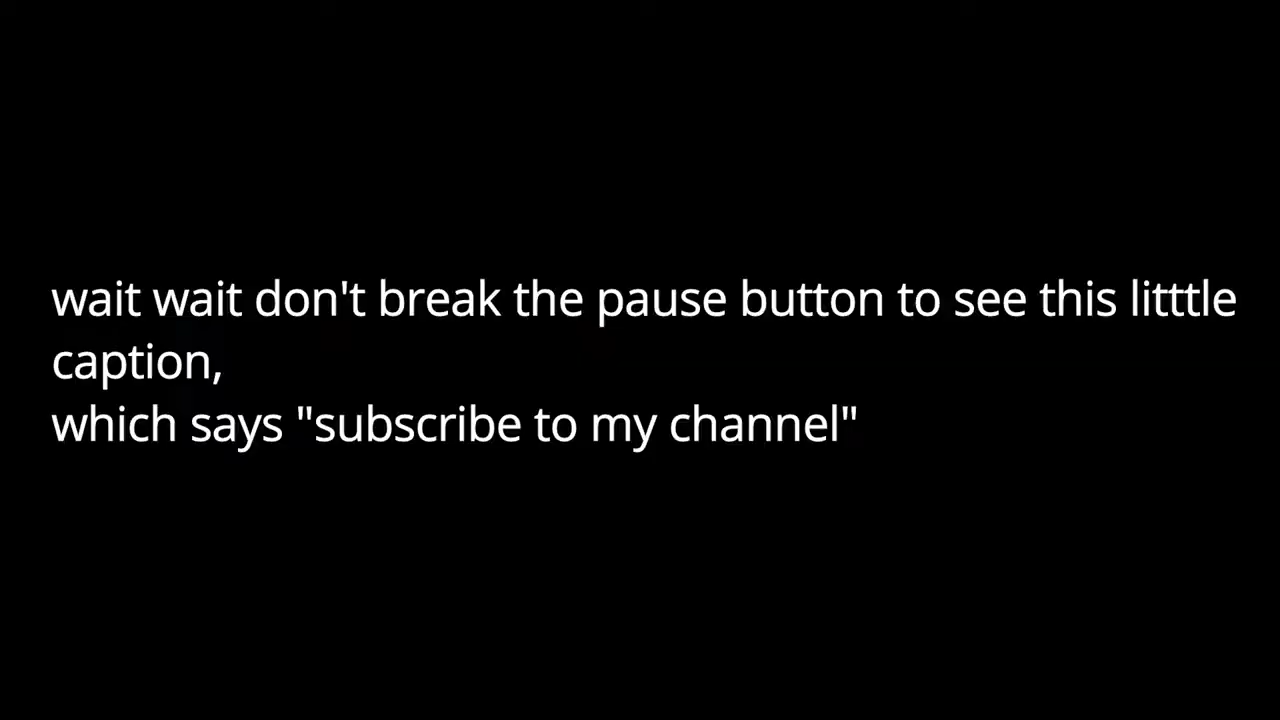 wait wait don't break the pause button to see this litttle
caption,
which says "subscribe to my channel"